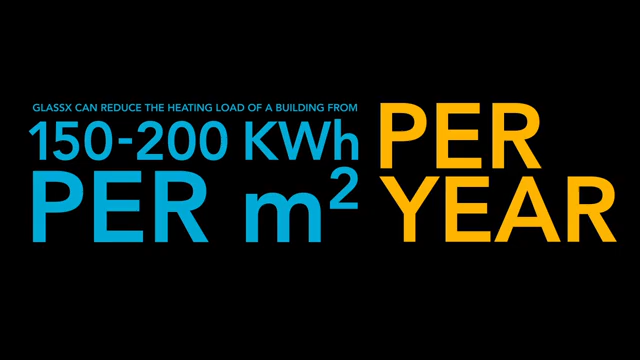 GLASSX CAN REDUCE THE HEATING LOAD OF A BUILDING FROM
150-200 KWh
PER m²
PER
YEAR